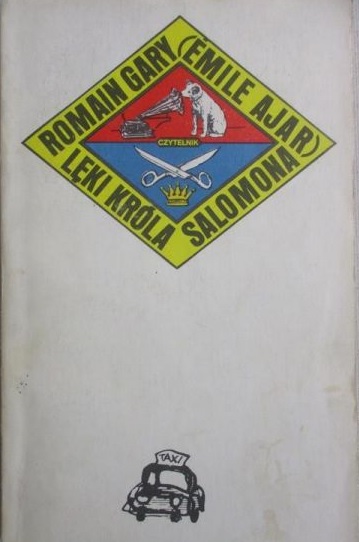 ROMAIN GARY (ÉMILE AJAR)
CZYTELNIK
LĘKI KRÓLA SALOMONA
TAXI